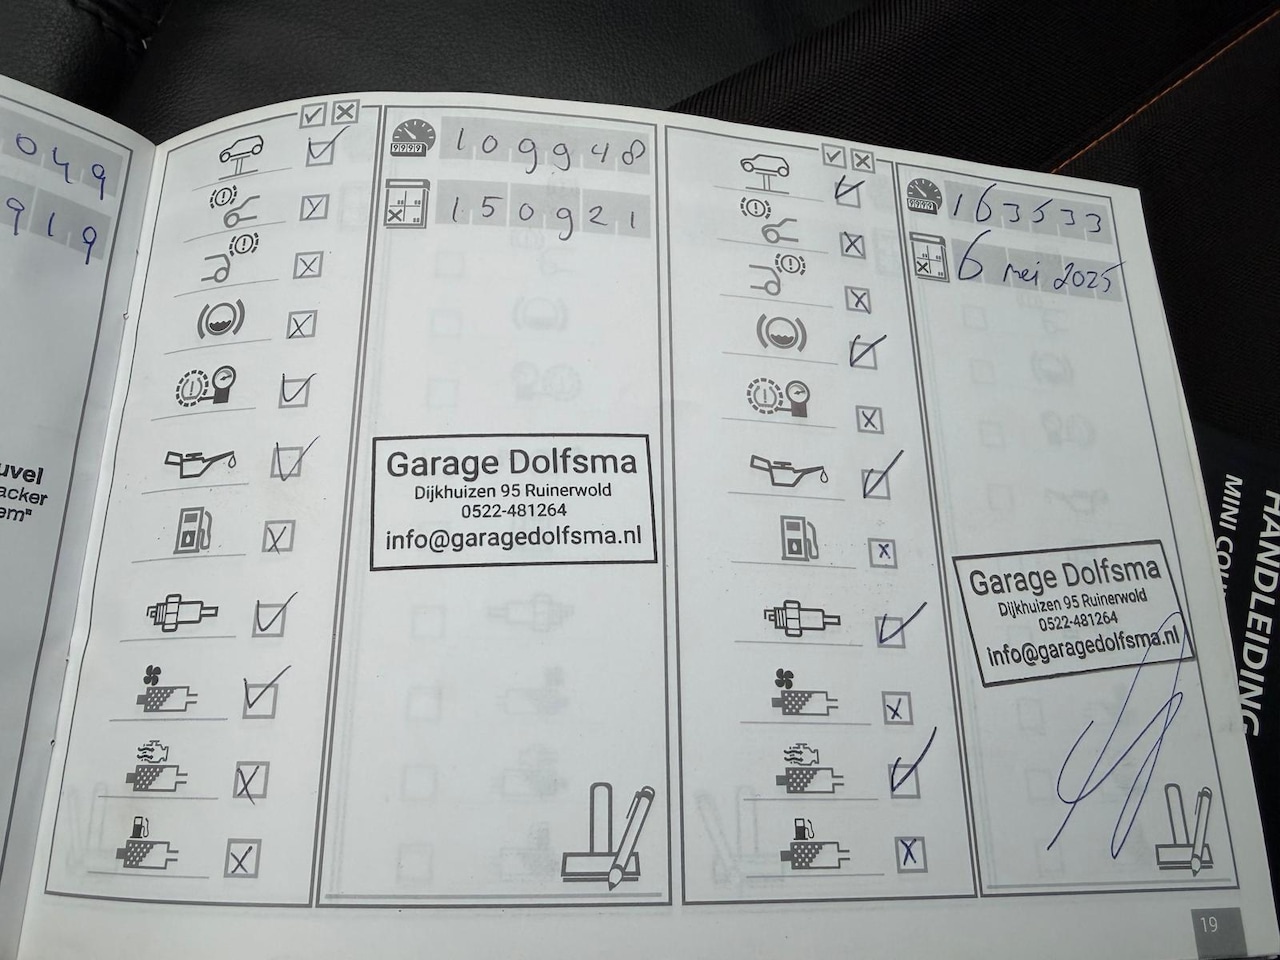 049
919
uvel
acker
em"
109948
150921
Garage Dolfsma
Dijkhuizen 95 Ruinerwold
0522-481264
info@garagedolfsma.nl
163533
6 mei 2025
Garage Dolfsma
Dijkhuizen 95 Ruinerwold
0522-481264
info@garagedolfsma.nl
19
HANDLEIDING
MINI